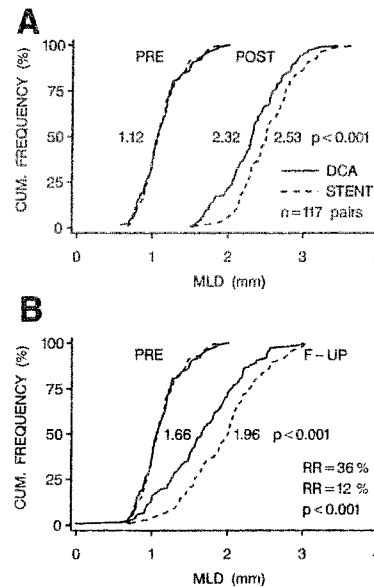 A
100
75
50
25
0
CUM. FREQUENCY (%)
PRE POST
1.12 2.32 2.53 p<0.001
DCA
STENT
n=117 pairs
0 1 2 3
MLD (mm)
B
100
75
50
25
0
CUM. FREQUENCY (%)
PRE F-UP
1.66 1.96 p<0.001
RR=36 %
RR=12 %
p<0.001
0 1 2 3
MLD (mm)